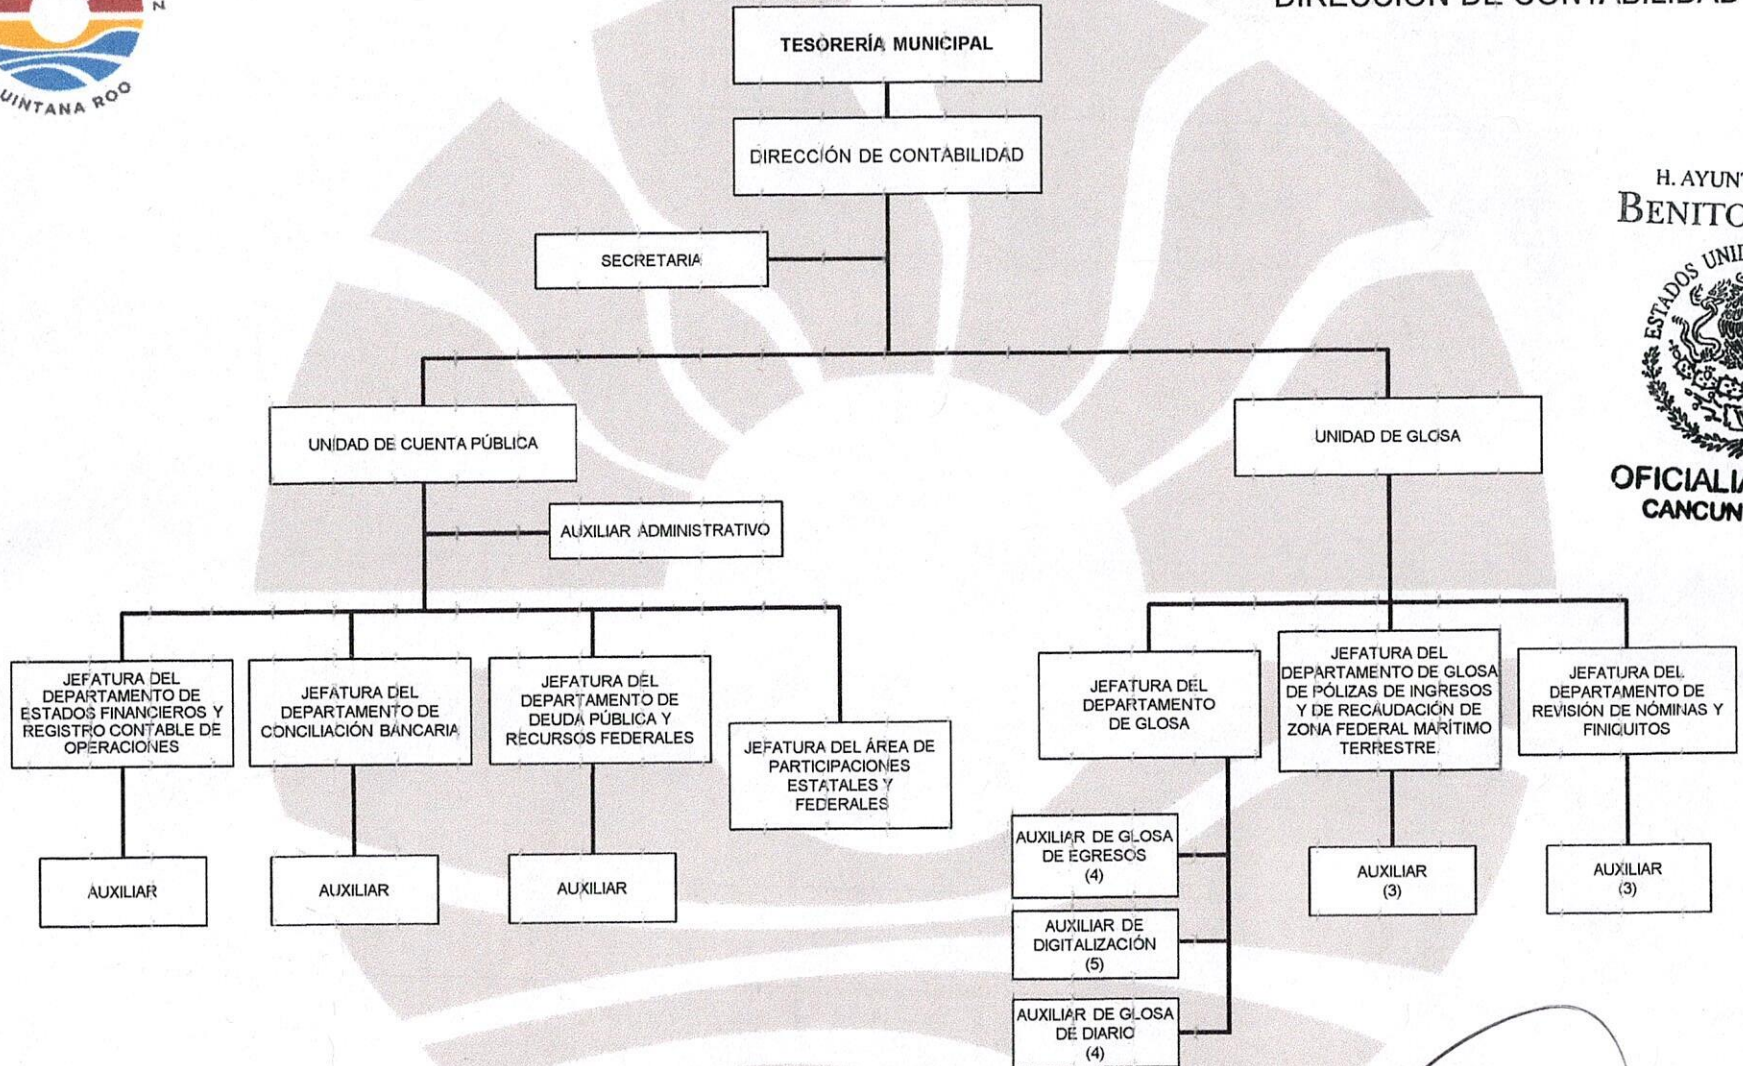 DIRECCIÓN DE CONTABILIDAD
QUINTANA ROO
TESORERÍA MUNICIPAL
DIRECCIÓN DE CONTABILIDAD
SECRETARIA
H. AYUN
BENITO
ESTADOS UNI
OFICIALI
CANCUN
UNIDAD DE CUENTA PÚBLICA
UNIDAD DE GLOSA
AUXILIAR ADMINISTRATIVO
JEFATURA DEL
DEPARTAMENTO DE
ESTADOS FINANCIEROS Y
REGISTRO CONTABLE DE
OPERACIONES
JEFATURA DEL
DEPARTAMENTO DE
CONCILIACIÓN BANCARIA
JEFATURA DEL
DEPARTAMENTO DE
DEUDA PÚBLICA Y
RECURSOS FEDERALES
JEFATURA DEL ÁREA DE
PARTICIPACIONES
ESTATALES Y
FEDERALES
JEFATURA DEL
DEPARTAMENTO
DE GLOSA
JEFATURA DEL
DEPARTAMENTO DE GLOSA
DE PÓLIZAS DE INGRESOS
Y DE RECAUDACIÓN DE
ZONA FEDERAL MARÍTIMO
TERRESTRE.
JEFATURA DEL
DEPARTAMENTO DE
REVISIÓN DE NÓMINAS Y
FINIQUITOS
AUXILIAR
AUXILIAR
AUXILIAR
AUXILIAR DE GLOSA
DE EGRESOS
(4)
AUXILIAR DE
DIGITALIZACIÓN
(5)
AUXILIAR DE GLOSA
DE DIARIO
(4)
AUXILIAR
(3)
AUXILIAR
(3)